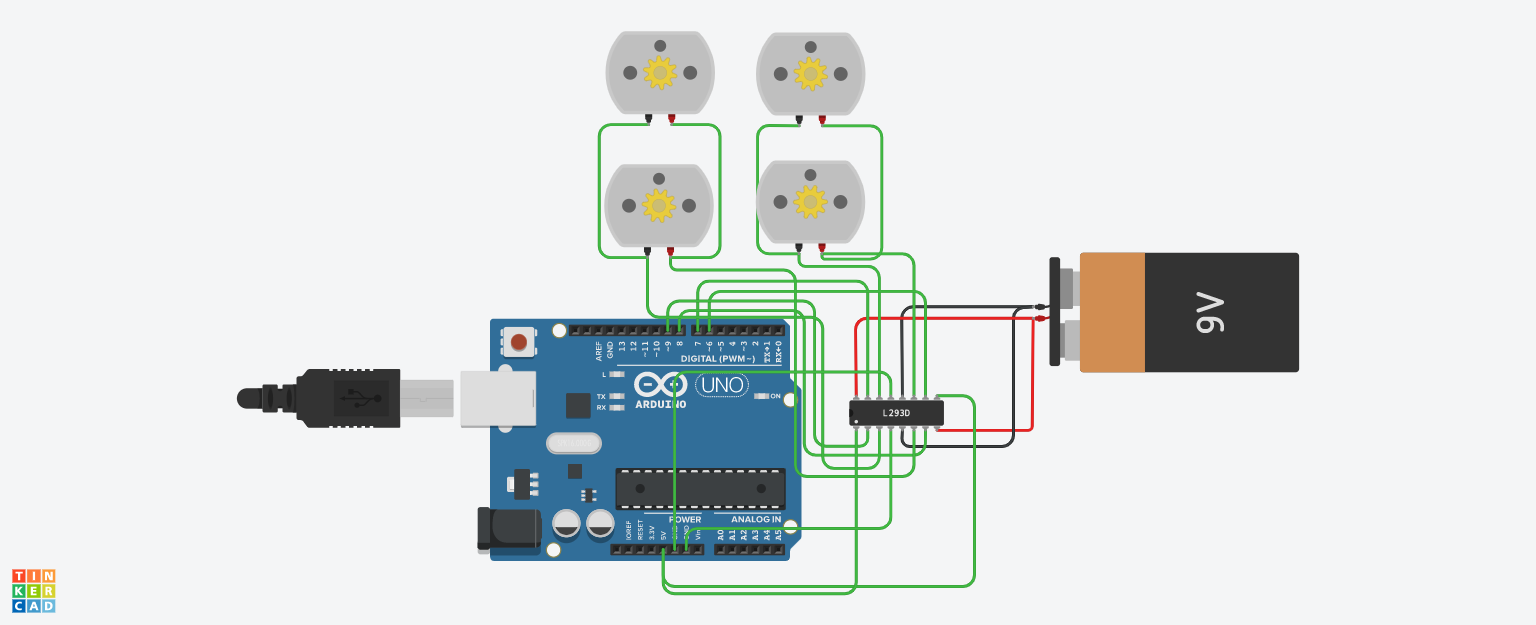 AREF
GND
13
12
~11
~10
~9
8
7
~6
~5
4
~3
2
TX→1
RX←0
DIGITAL (PWM~)
L
TX
RX
UNO
ON
ARDUINO
L293D
9V
POWER
ANALOG IN
IOREF
RESET
3.3V
5V
GND
Vin
A0
A1
A2
A3
A4
A5
TIN
KER
CAD